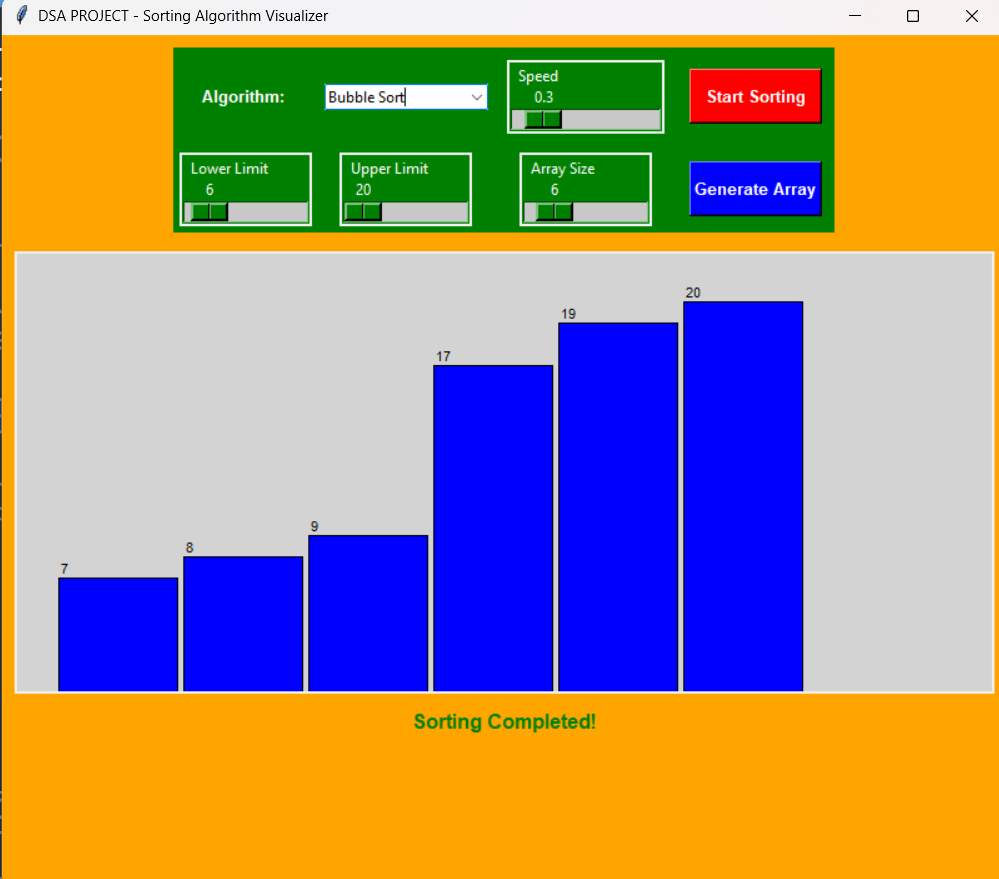 DSA PROJECT - Sorting Algorithm Visualizer
Algorithm:
Bubble Sort
Speed
0.3
Start Sorting
Lower Limit
6
Upper Limit
20
Array Size
6
Generate Array
7
8
9
17
19
20
Sorting Completed!